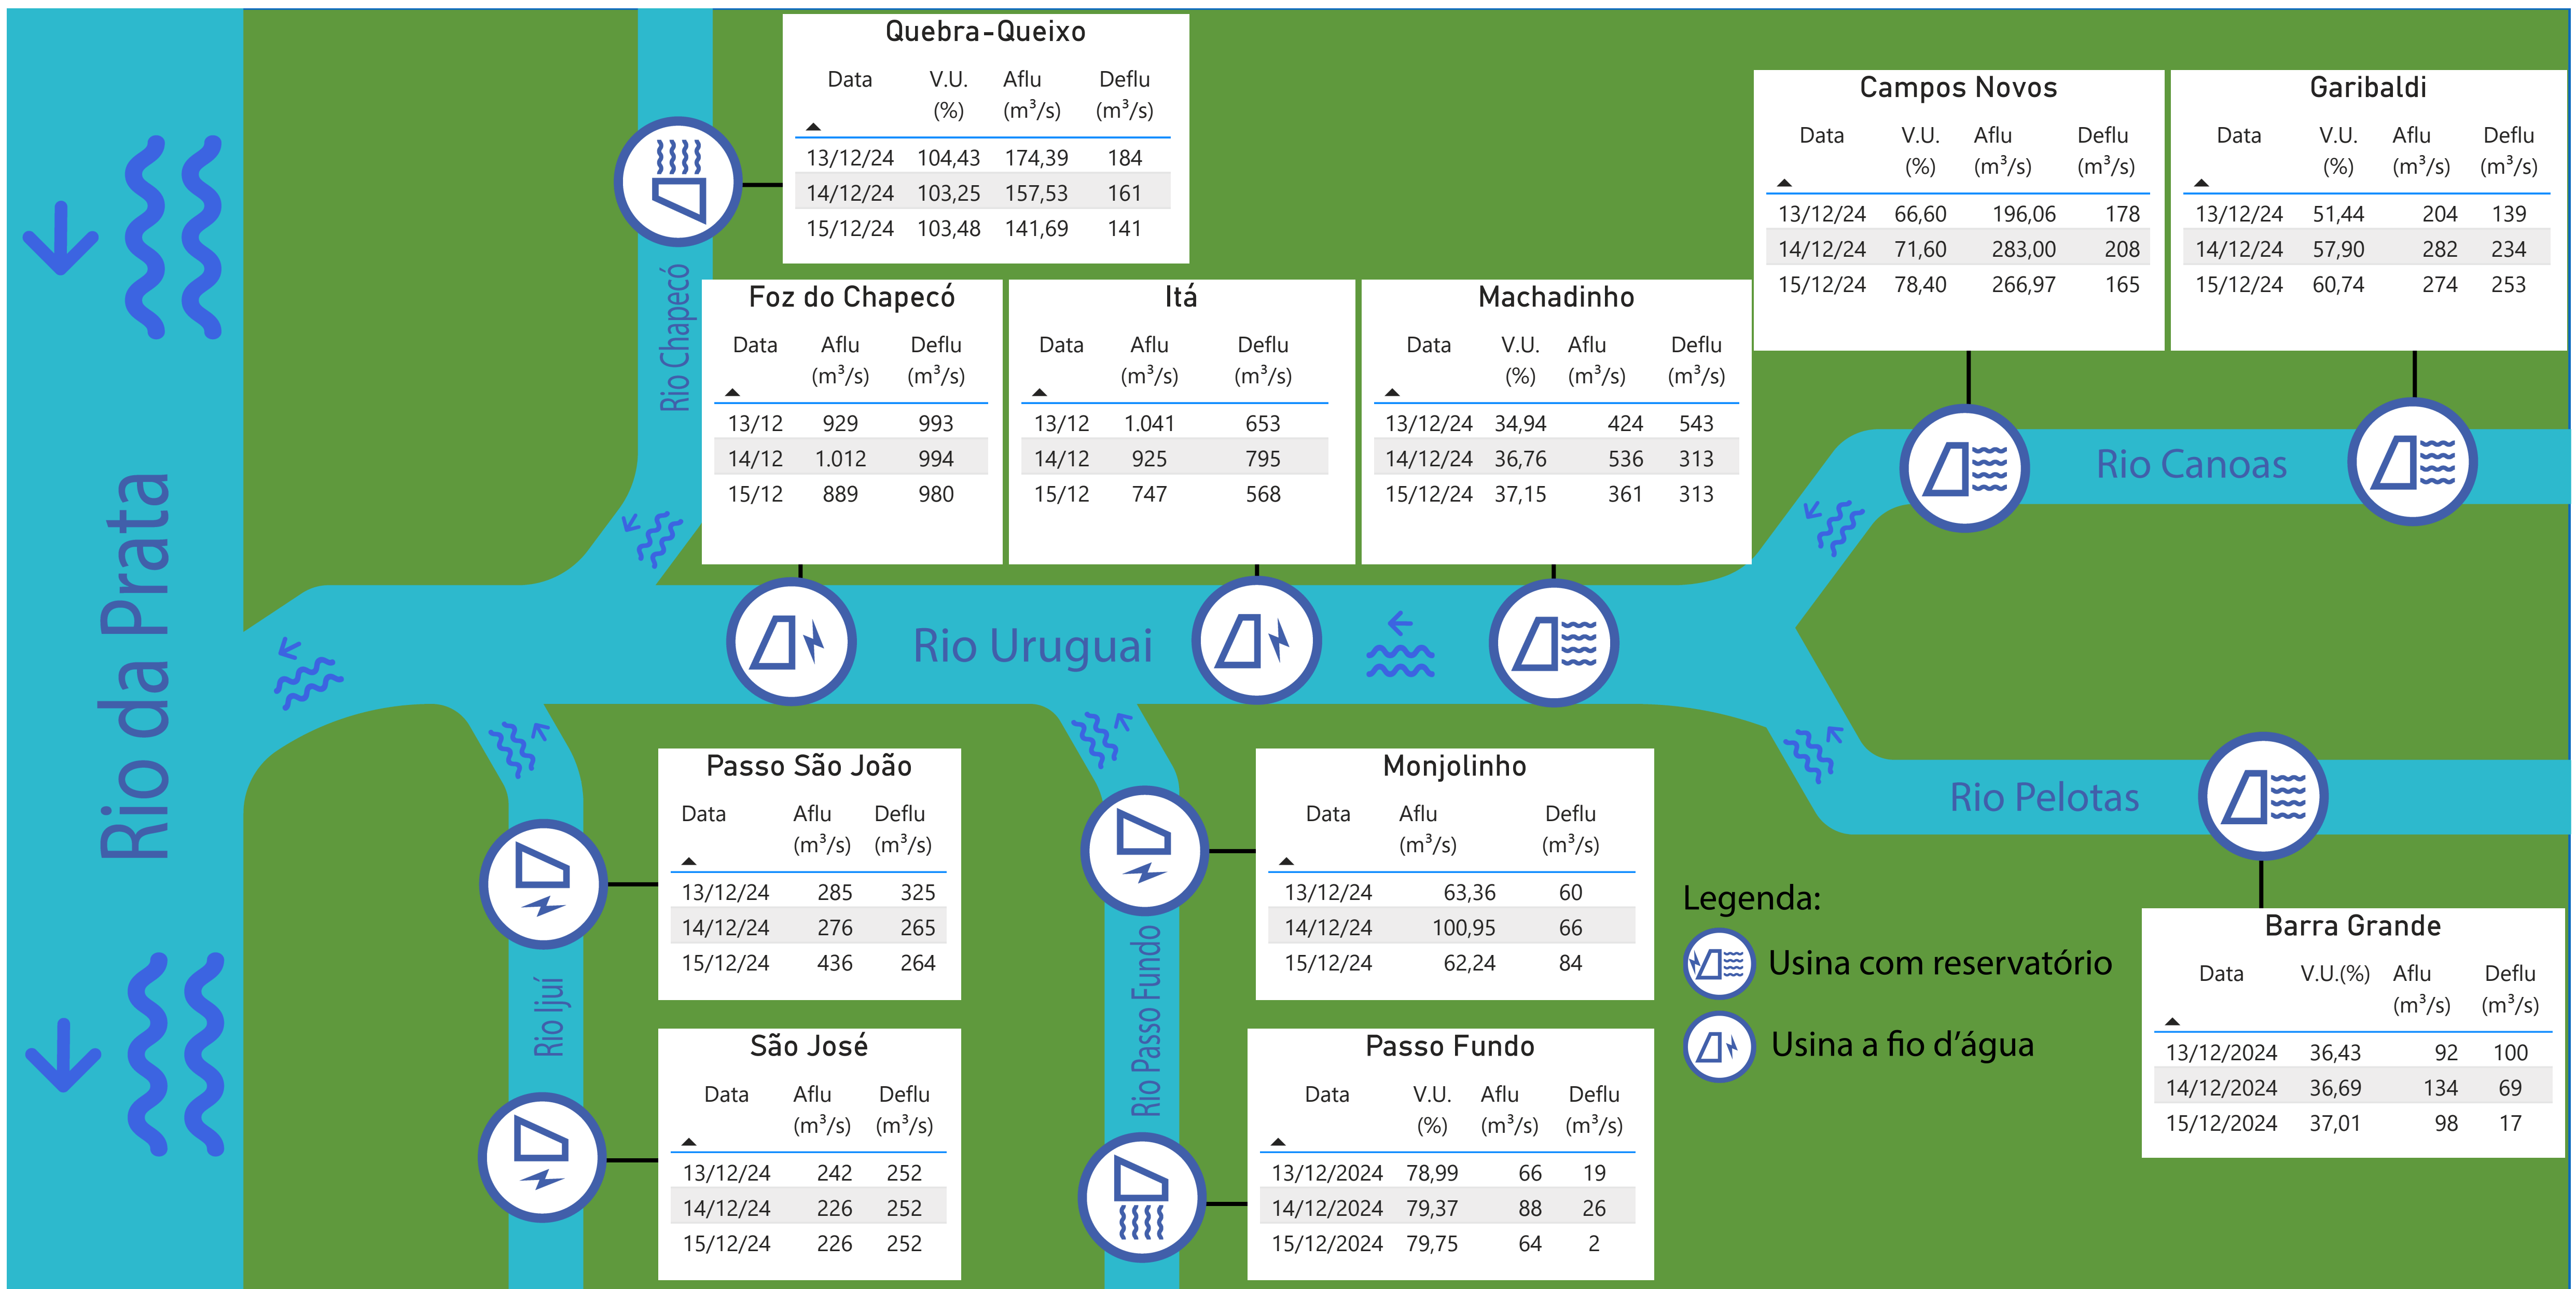 Quebra-Queixo
Data V.U. (%) Aflu (m³/s) Deflu (m³/s)
13/12/24 104,43 174,39 184
14/12/24 103,25 157,53 161
15/12/24 103,48 141,69 141
Campos Novos
Data V.U. (%) Aflu (m³/s) Deflu (m³/s)
13/12/24 66,60 196,06 178
14/12/24 71,60 283,00 208
15/12/24 78,40 266,97 165
Garibaldi
Data V.U. (%) Aflu (m³/s) Deflu (m³/s)
13/12/24 51,44 204 139
14/12/24 57,90 282 234
15/12/24 60,74 274 253
Rio Chapecó
Foz do Chapecó
Data Aflu (m³/s) Deflu (m³/s)
13/12 929 993
14/12 1.012 994
15/12 889 980
Itá
Data Aflu (m³/s) Deflu (m³/s)
13/12 1.041 653
14/12 925 795
15/12 747 568
Machadinho
Data V.U. (%) Aflu (m³/s) Deflu (m³/s)
13/12/24 34,94 424 543
14/12/24 36,76 536 313
15/12/24 37,15 361 313
Rio Canoas
Rio da Prata
Rio Uruguai
Rio Pelotas
Passo São João
Data Aflu (m³/s) Deflu (m³/s)
13/12/24 285 325
14/12/24 276 265
15/12/24 436 264
Monjolinho
Data Aflu (m³/s) Deflu (m³/s)
13/12/24 63,36 60
14/12/24 100,95 66
15/12/24 62,24 84
Legenda:
Usina com reservatório
Usina a fio d’água
Barra Grande
Data V.U.(%) Aflu (m³/s) Deflu (m³/s)
13/12/2024 36,43 92 100
14/12/2024 36,69 134 69
15/12/2024 37,01 98 17
Rio Ijuí
São José
Data Aflu (m³/s) Deflu (m³/s)
13/12/24 242 252
14/12/24 226 252
15/12/24 226 252
Rio Passo Fundo
Passo Fundo
Data V.U. (%) Aflu (m³/s) Deflu (m³/s)
13/12/2024 78,99 66 19
14/12/2024 79,37 88 26
15/12/2024 79,75 64 2